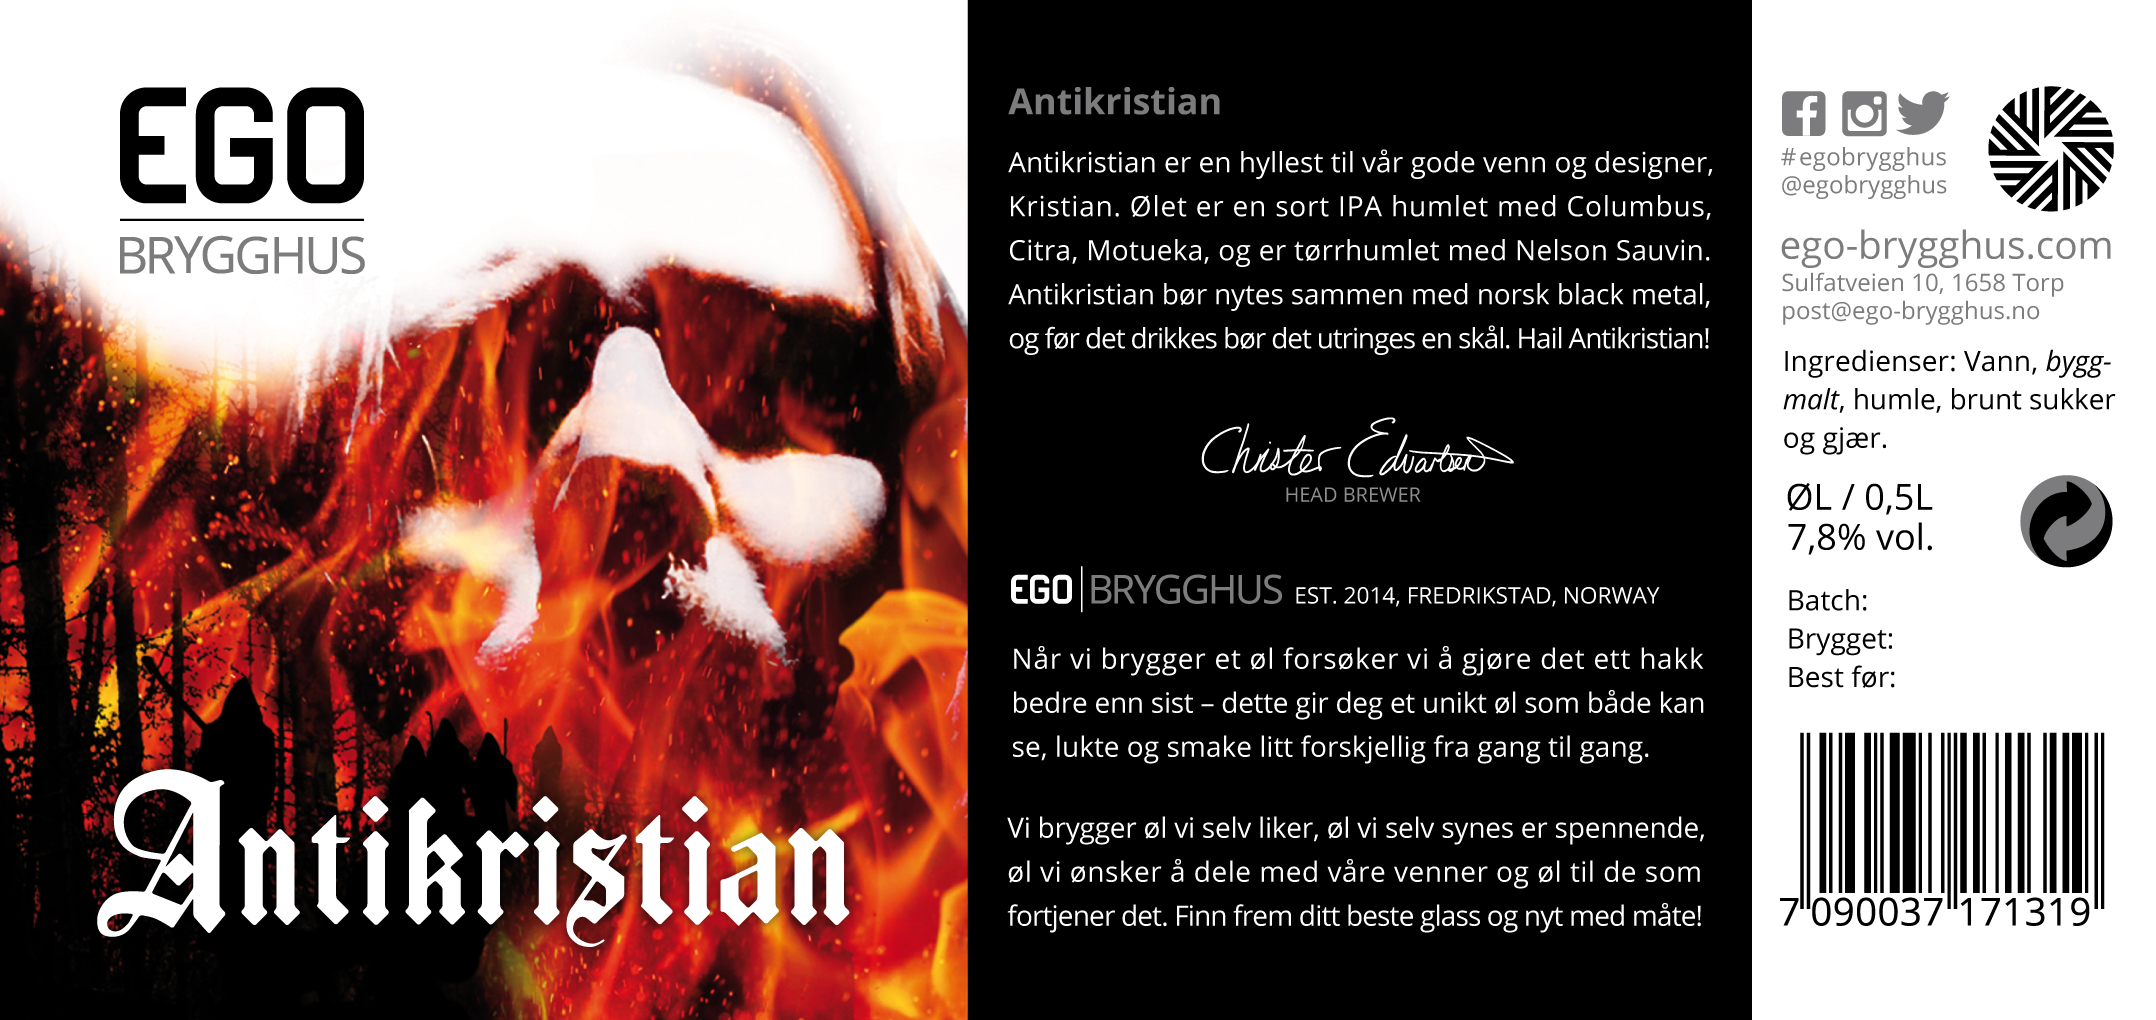 EGO
BRYGGHUS
Antikristian
Antikristian
Antikristian er en hyllest til vår gode venn og designer,
Kristian. Ølet er en sort IPA humlet med Columbus,
Citra, Motueka, og er tørrhumlet med Nelson Sauvin.
Antikristian bør nytes sammen med norsk black metal,
og før det drikkes bør det utringes en skål. Hail Antikristian!
Christer Edvartsen
HEAD BREWER
EGO BRYGGHUS EST. 2014, FREDRIKSTAD, NORWAY
Når vi brygger et øl forsøker vi å gjøre det ett hakk
bedre enn sist – dette gir deg et unikt øl som både kan
se, lukte og smake litt forskjellig fra gang til gang.
Vi brygger øl vi selv liker, øl vi selv synes er spennende,
øl vi ønsker å dele med våre venner og øl til de som
fortjener det. Finn frem ditt beste glass og nyt med måte!
#egobrygghus
@egobrygghus
ego-brygghus.com
Sulfatveien 10, 1658 Torp
post@ego-brygghus.no
Ingredienser: Vann, bygg-
malt, humle, brunt sukker
og gjær.
ØL / 0,5L
7,8% vol.
Batch:
Brygget:
Best før:
7 090037 171319